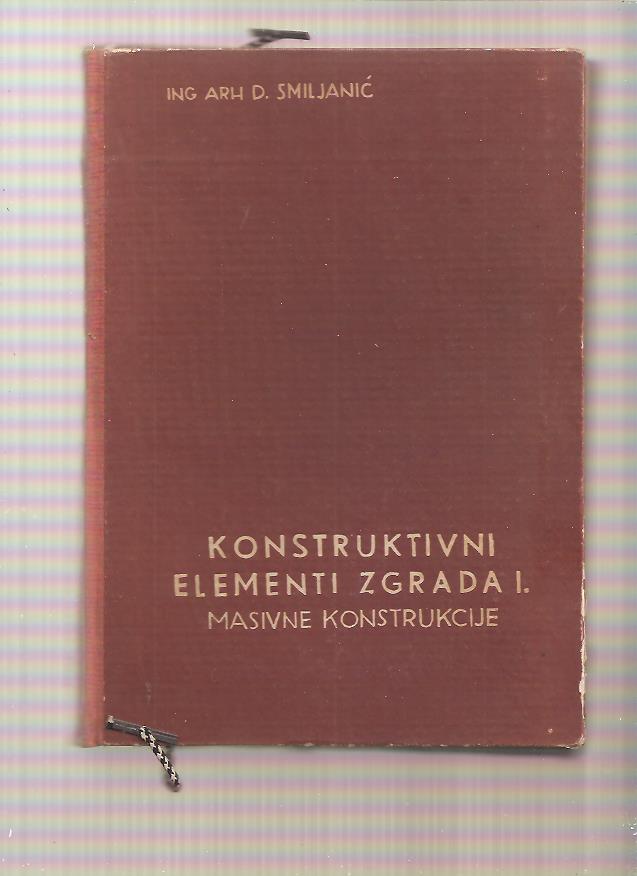 ING ARH D. SMILJANIĆ
KONSTRUKTIVNI
ELEMENTI ZGRADA I.
MASIVNE KONSTRUKCIJE